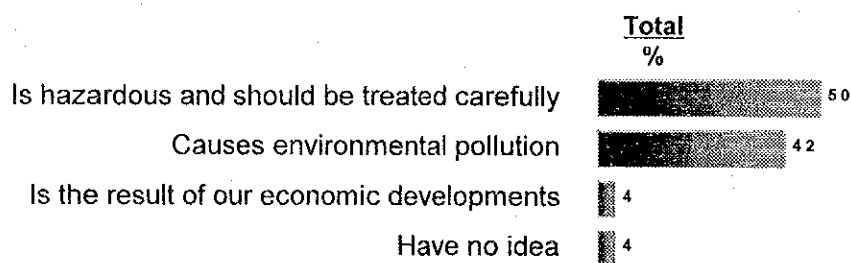 Total
%
Is hazardous and should be treated carefully 50
Causes environmental pollution 42
Is the result of our economic developments 4
Have no idea 4